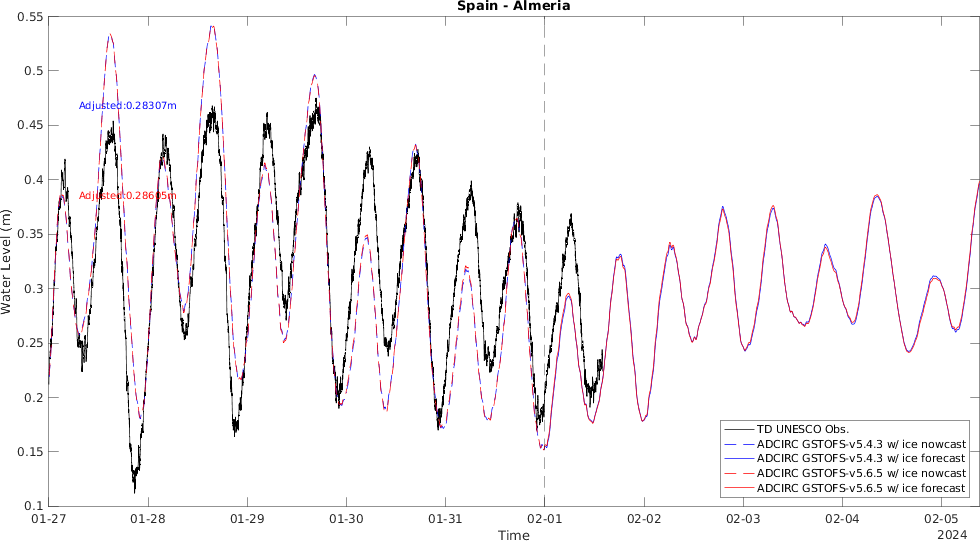 Spain - Almeria
0.55
0.5
0.45
0.4
0.35
0.3
0.25
0.2
0.15
0.1
Water Level (m)
Adjusted:0.28307m
Adjusted:0.28605m
TD UNESCO Obs.
ADCIRC GSTOFS-v5.4.3 w/ ice nowcast
ADCIRC GSTOFS-v5.4.3 w/ ice forecast
ADCIRC GSTOFS-v5.6.5 w/ ice nowcast
ADCIRC GSTOFS-v5.6.5 w/ ice forecast
01-27 01-28 01-29 01-30 01-31 02-01 02-02 02-03 02-04 02-05
Time
2024